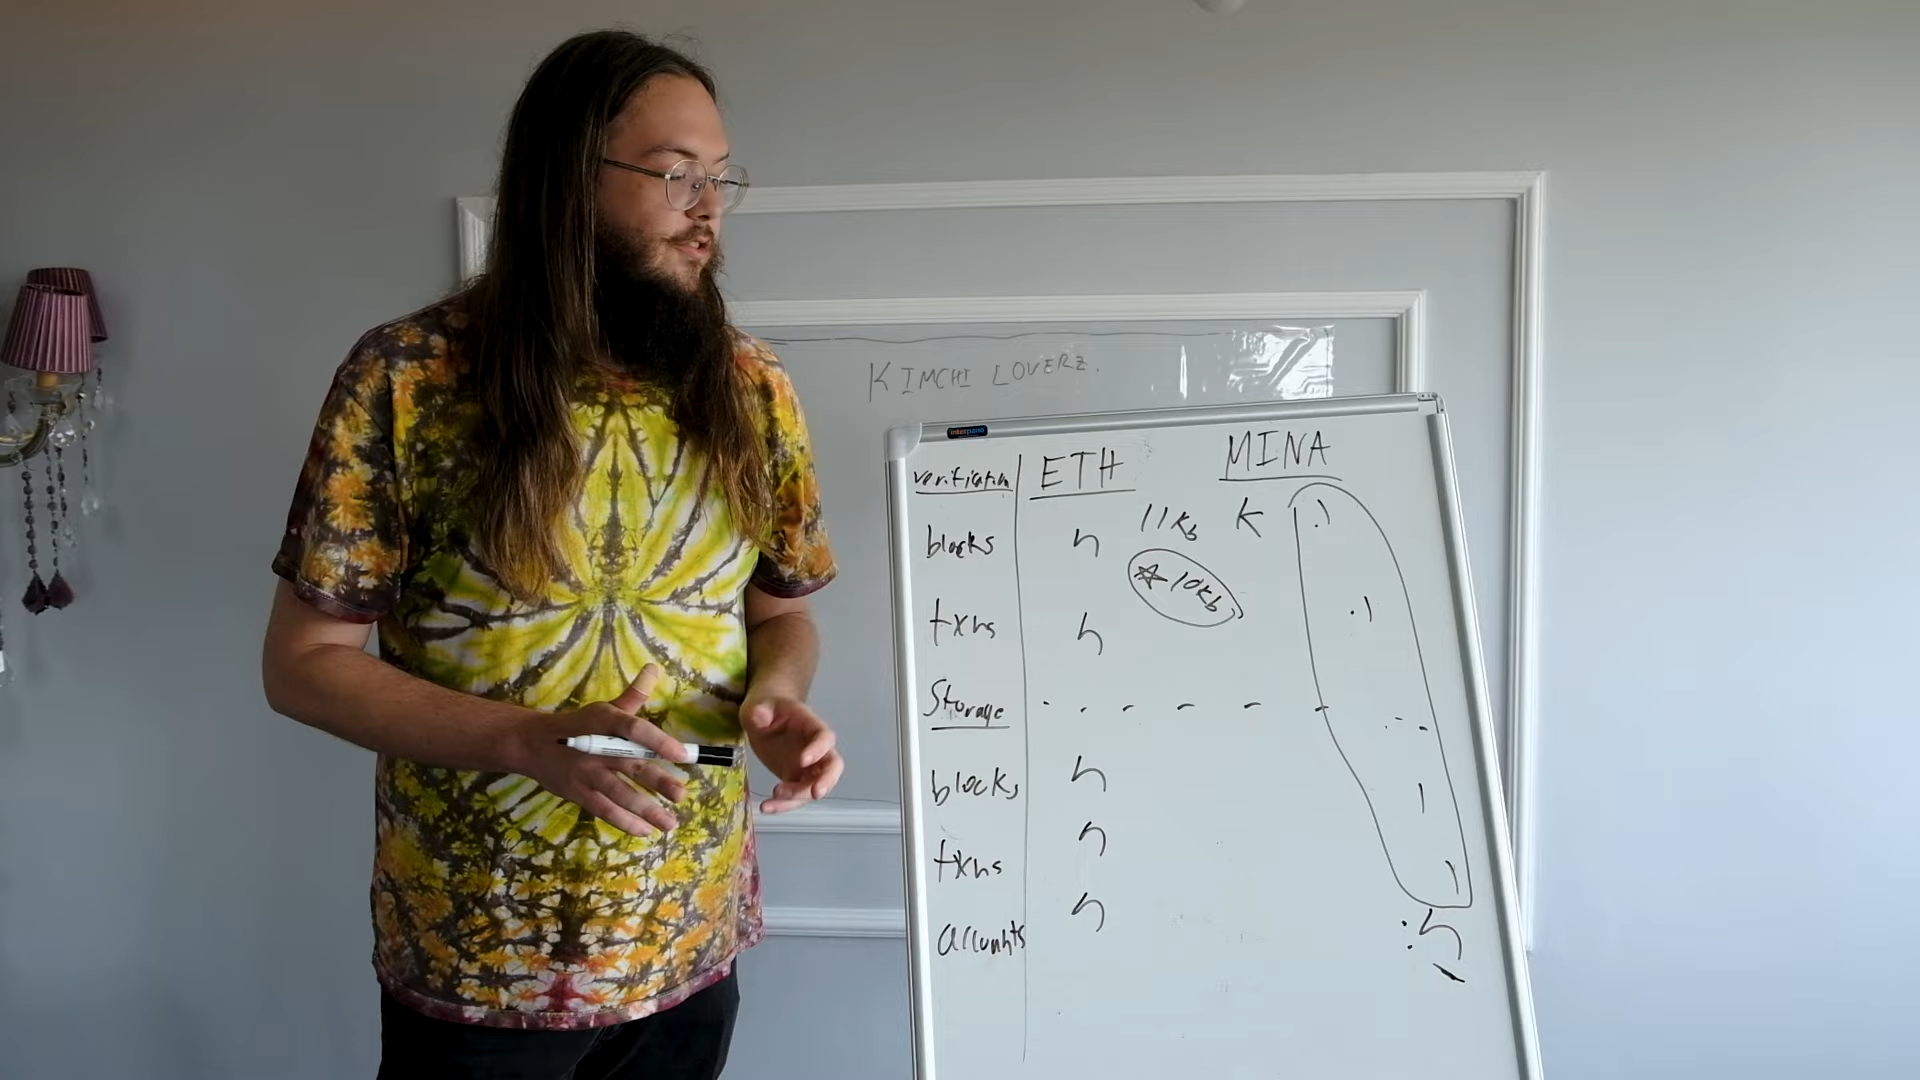 KIMCHI LOVERZ.
interpano
verification ETH MINA
blocks n 11Kb K 1
10Kb
txns n 1
Storage
blocks n 1
txns n 1
accounts n n